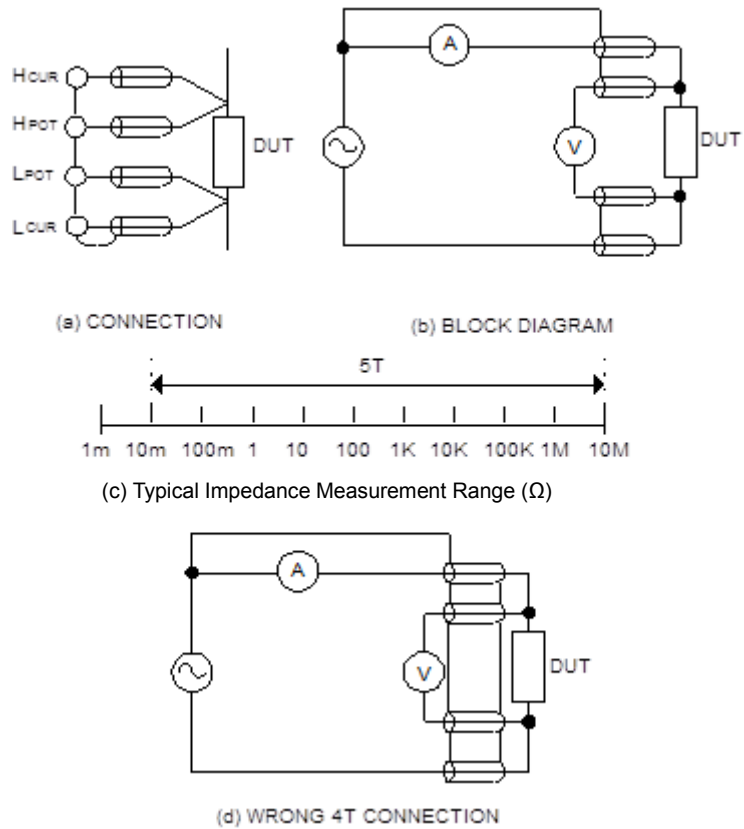 HCUR
HPOT
LPOT
LCUR
DUT
A
V
DUT
(a) CONNECTION
(b) BLOCK DIAGRAM
5T
1m 10m 100m 1 10 100 1K 10K 100K 1M 10M
(c) Typical Impedance Measurement Range (Ω)
A
V
DUT
(d) WRONG 4T CONNECTION